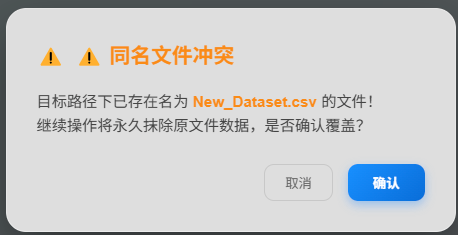 ⚠️ ⚠️ 同名文件冲突
目标路径下已存在名为 New_Dataset.csv 的文件！
继续操作将永久抹除原文件数据，是否确认覆盖？
取消 确认